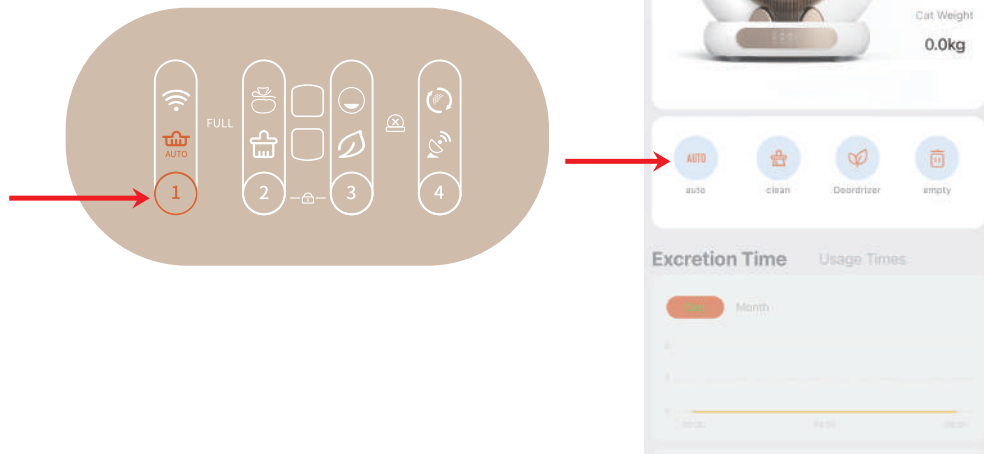 FULL
AUTO
1
2
3
4
Cat Weight
0.0kg
AUTO
auto
clean
Deordrizer
empty
Excretion Time
Usage Times
Month